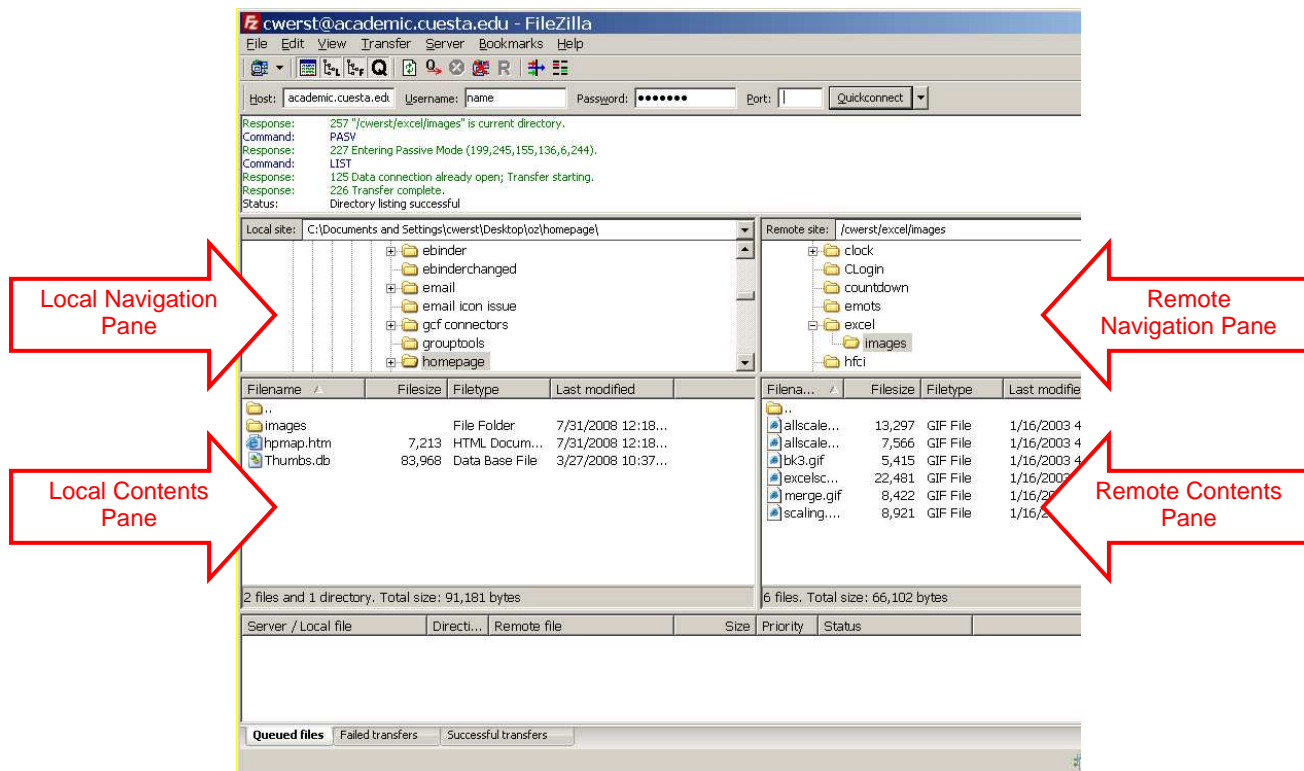 cwerst@academic.cuesta.edu - FileZilla
File Edit View Transfer Server Bookmarks Help
Host: academic.cuesta.edu Username: name Password: ●●●●●●● Port: Quickconnect
Response: 257 "/cwerst/excel/images" is current directory.
Command: PASV
Response: 227 Entering Passive Mode (199,245,155,136,6,244).
Command: LIST
Response: 125 Data connection already open; Transfer starting.
Response: 226 Transfer complete.
Status: Directory listing successful
Local site: C:\Documents and Settings\cwerst\Desktop\oz\homepage\
ebinder
ebinderchanged
email
email icon issue
gcf connectors
grouptools
homepage
Remote site: /cwerst/excel/images
clock
CLogin
countdown
emots
excel
images
hfci
Local Navigation
Pane
Remote
Navigation Pane
Filename Filesize Filetype Last modified
..
images File Folder 7/31/2008 12:18...
hpmap.htm 7,213 HTML Docum... 7/31/2008 12:18...
Thumbs.db 83,968 Data Base File 3/27/2008 10:37...
2 files and 1 directory. Total size: 91,181 bytes
Filena... Filesize Filetype Last modifie
..
allscale... 13,297 GIF File 1/16/2003 4
allscale... 7,566 GIF File 1/16/2003 4
bk3.gif 5,415 GIF File 1/16/2003 4
excelsc... 22,481 GIF File 1/16/2003
merge.gif 8,422 GIF File 1/16/2
scaling.... 8,921 GIF File 1/16/2
6 files. Total size: 66,102 bytes
Local Contents
Pane
Remote Contents
Pane
Server / Local file Directi... Remote file Size Priority Status
Queued files Failed transfers Successful transfers